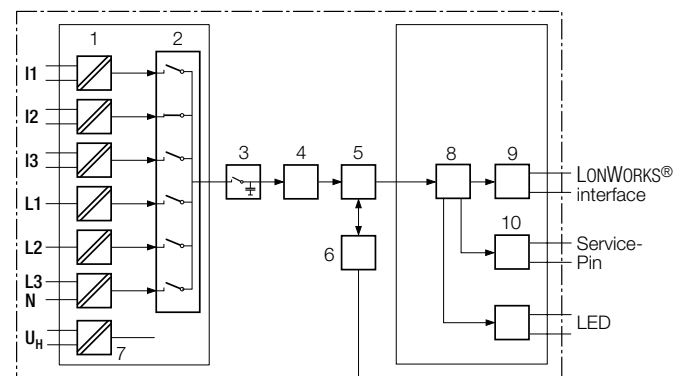 1 2
I1
I2
I3 3 4 5 8 9 LONWORKS®
interface
L1
L2 6 10 Service-
Pin
L3
N
LED
UH 7